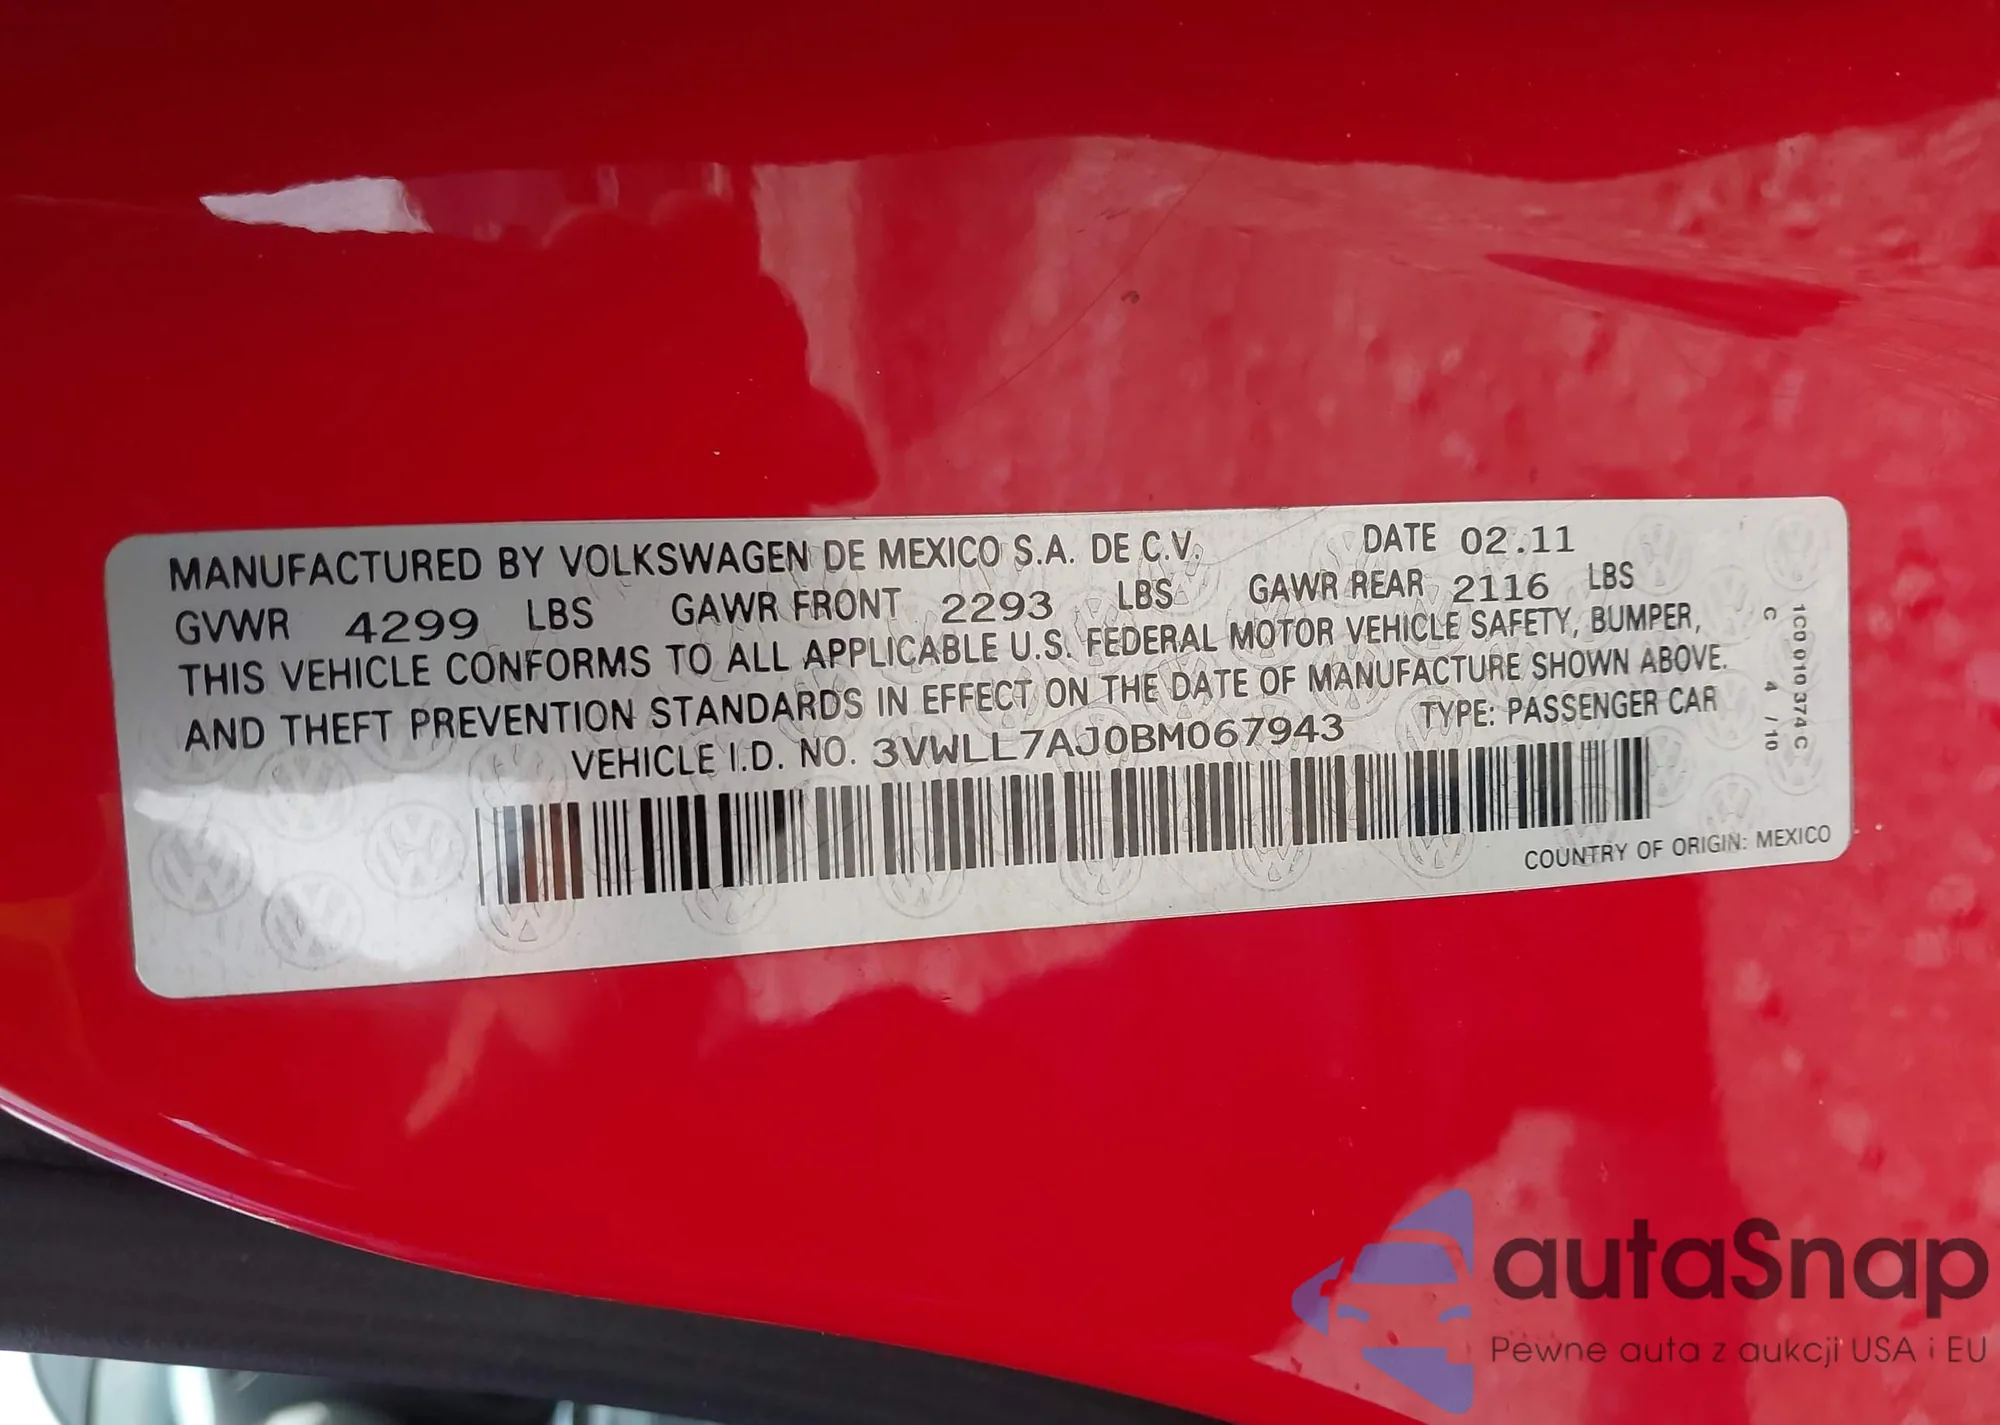 MANUFACTURED BY VOLKSWAGEN DE MEXICO S.A. DE C.V. DATE 02.11
GVWR 4299 LBS GAWR FRONT 2293 LBS GAWR REAR 2116 LBS
THIS VEHICLE CONFORMS TO ALL APPLICABLE U.S. FEDERAL MOTOR VEHICLE SAFETY, BUMPER,
AND THEFT PREVENTION STANDARDS IN EFFECT ON THE DATE OF MANUFACTURE SHOWN ABOVE.
VEHICLE I.D. NO. 3VWLL7AJ0BM067943 TYPE: PASSENGER CAR
COUNTRY OF ORIGIN: MEXICO
1C0 010 374 C
C 4 / 10
autaSnap
Pewne auta z aukcji USA i EU